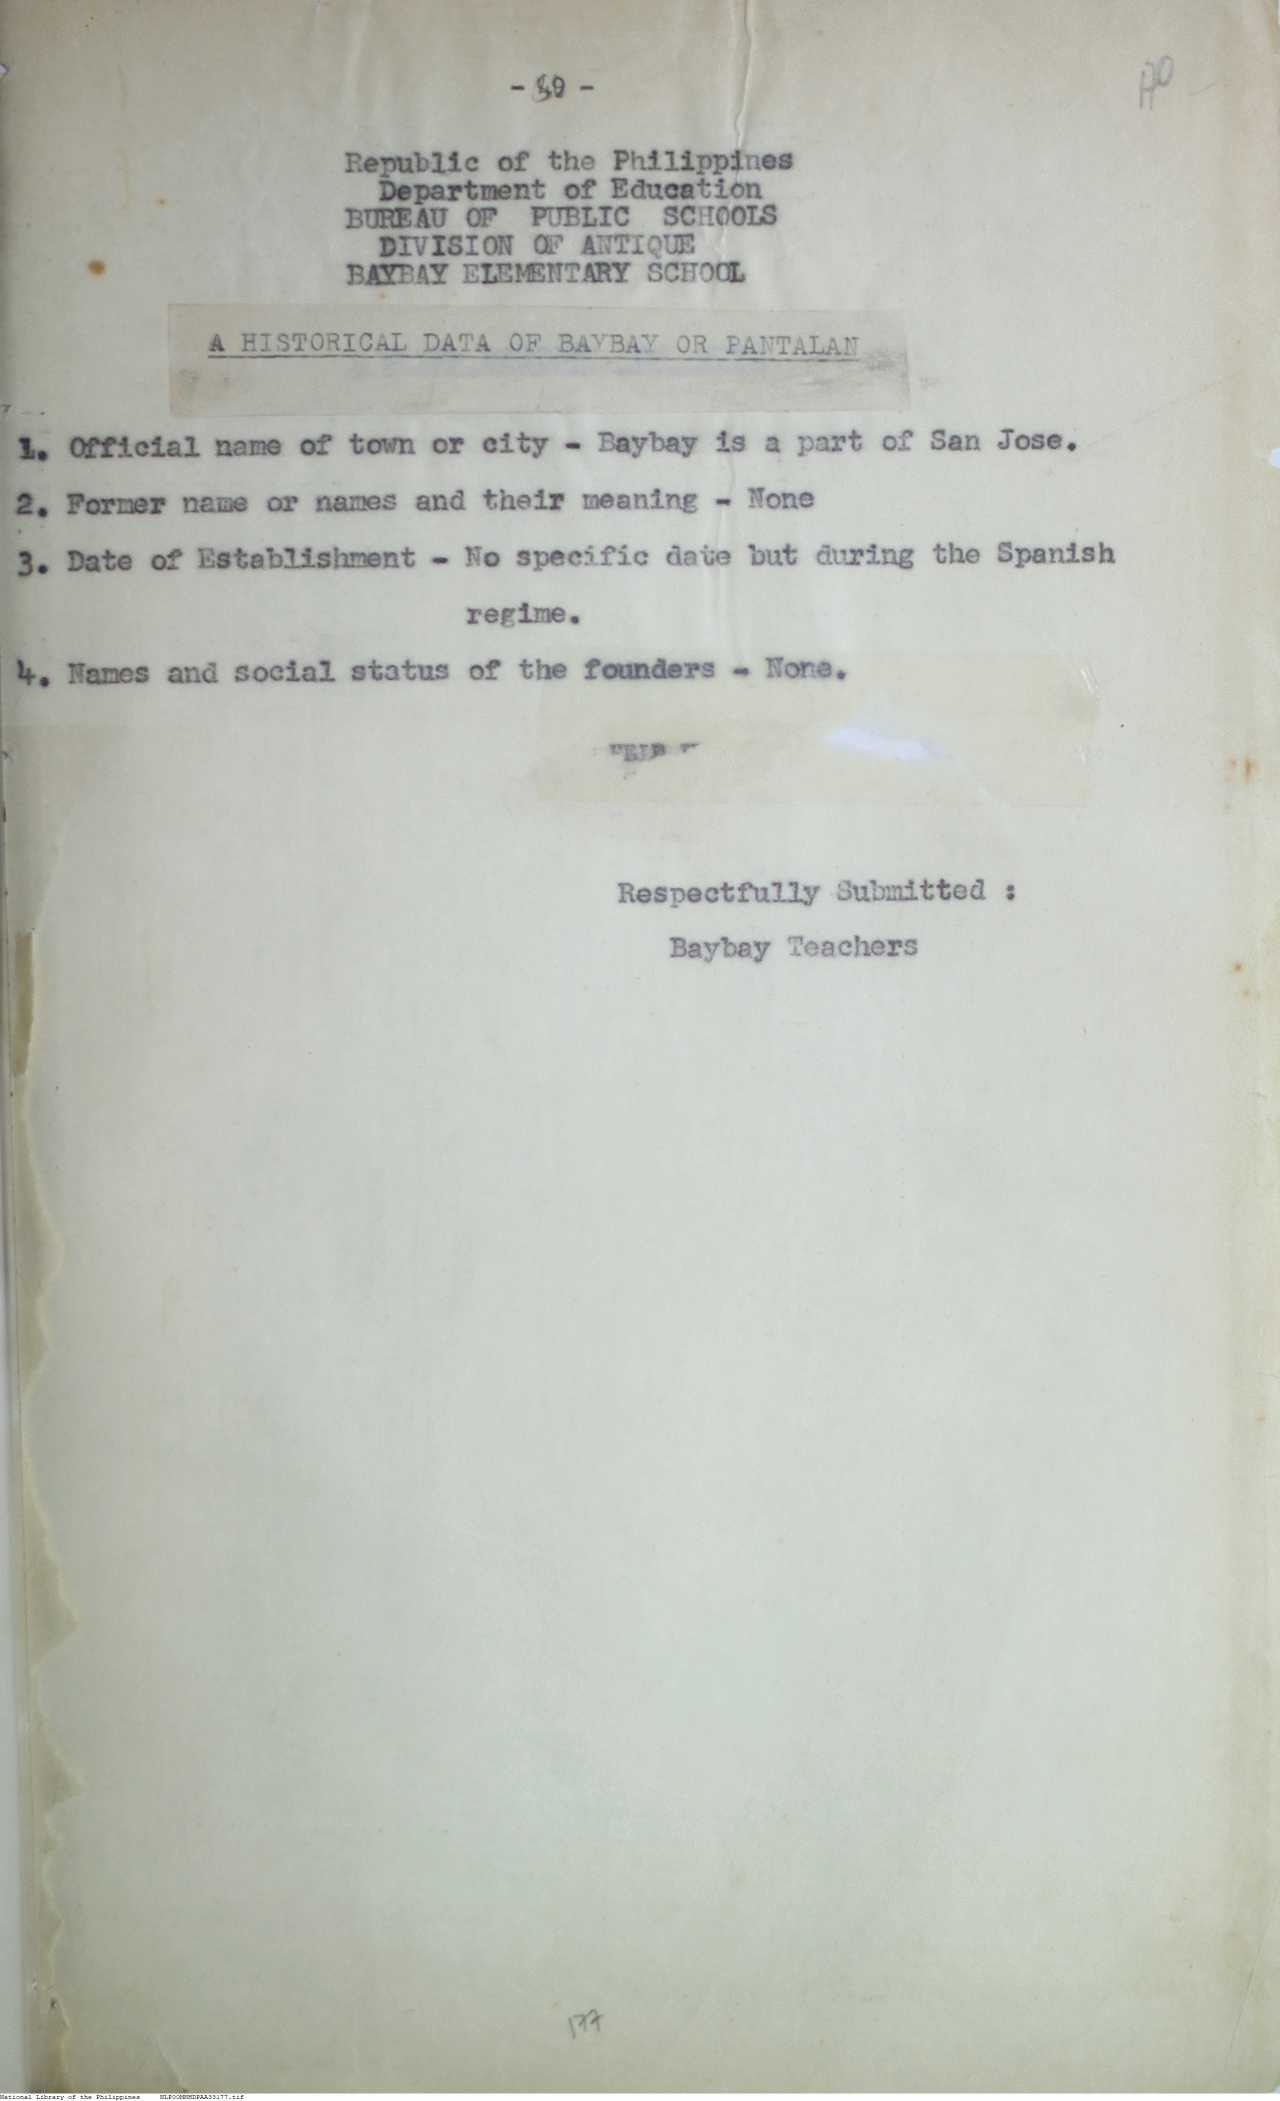 Republic of the Philippines
Department of Education
BUREAU OF PUBLIC SCHOOLS
DIVISION OF ANTIQUE
BAYBAY ELEMENTARY SCHOOL
A HISTORICAL DATA OF BAYBAY OR PANTALAN
1. Official name of town or city - Baybay is a part of San Jose.
2. Former name or names and their meaning - None
3. Date of Establishment - No specific date but during the Spanish
regime.
4. Names and social status of the founders - None.
Respectfully Submitted :
Baybay Teachers
177
National Library of the Philippines